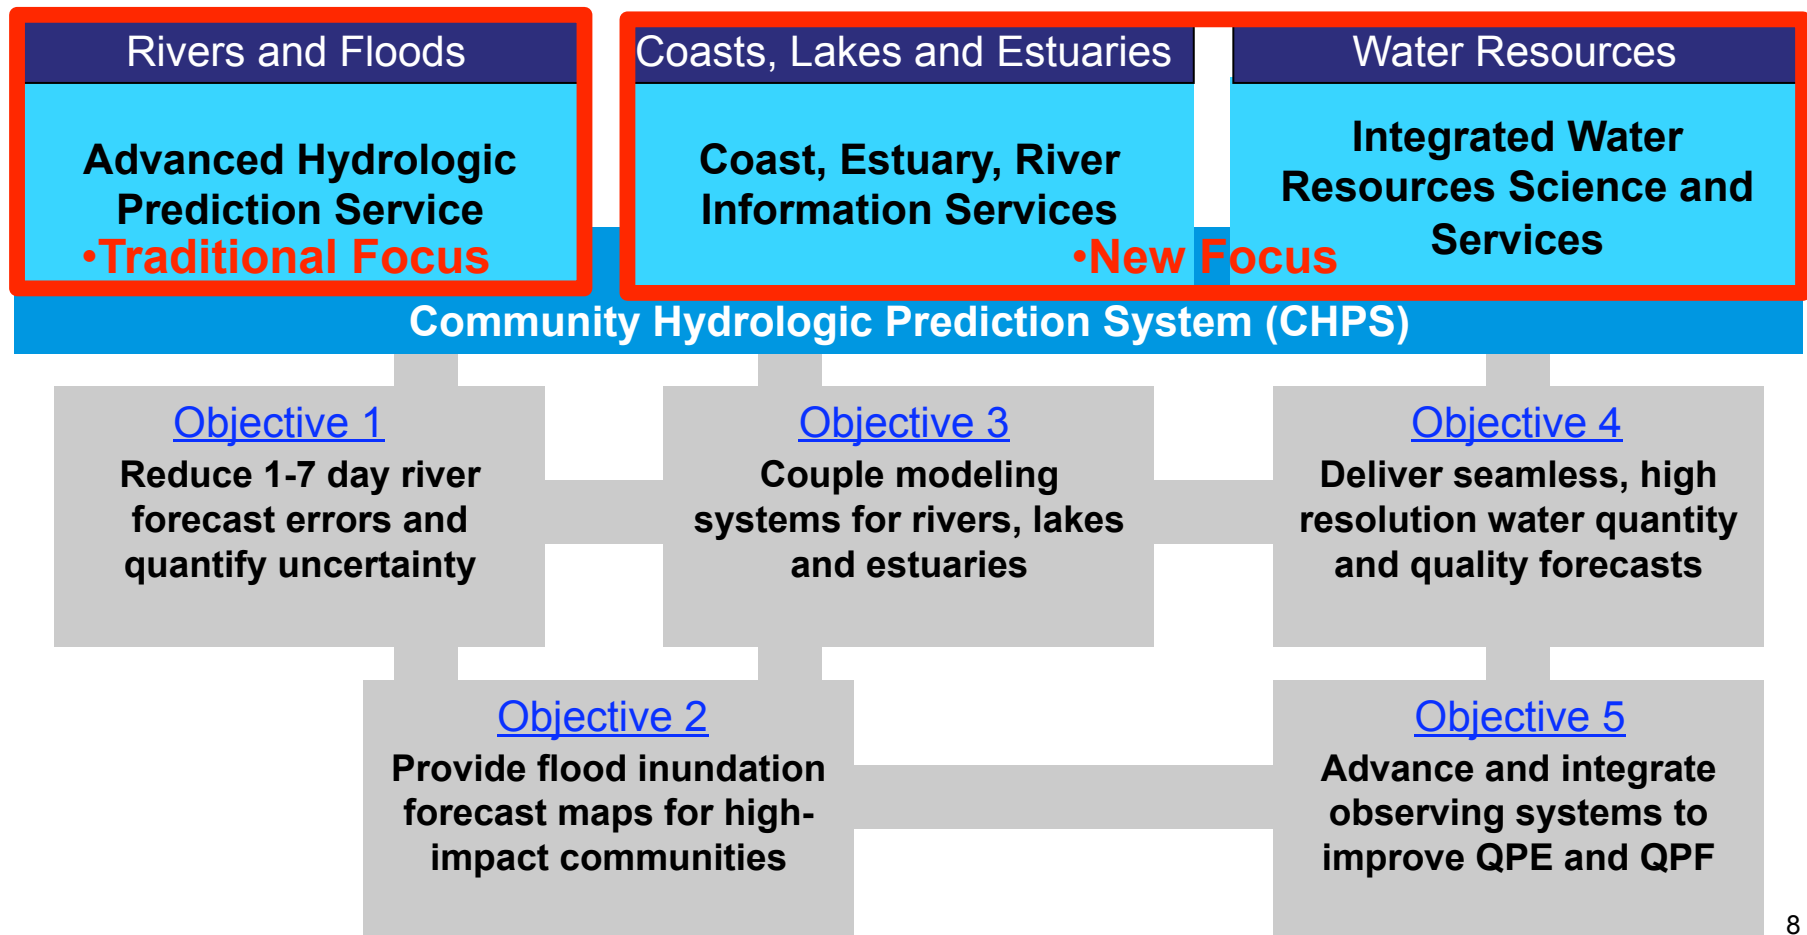 Rivers and Floods
Advanced Hydrologic
Prediction Service
•Traditional Focus
Coasts, Lakes and Estuaries
Coast, Estuary, River
Information Services
Water Resources
Integrated Water
Resources Science and
Services
•New Focus
Community Hydrologic Prediction System (CHPS)
Objective 1
Reduce 1-7 day river
forecast errors and
quantify uncertainty
Objective 3
Couple modeling
systems for rivers, lakes
and estuaries
Objective 4
Deliver seamless, high
resolution water quantity
and quality forecasts
Objective 2
Provide flood inundation
forecast maps for high-
impact communities
Objective 5
Advance and integrate
observing systems to
improve QPE and QPF
8